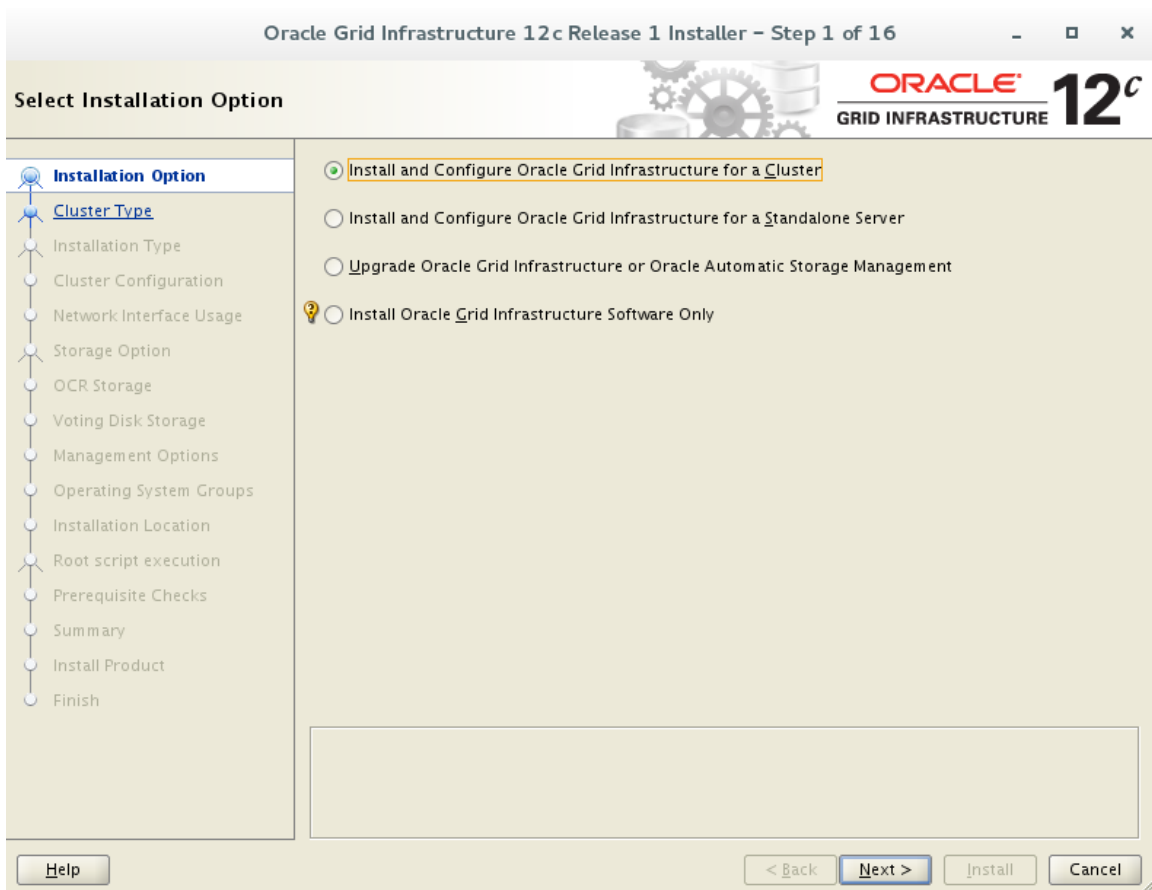 Oracle Grid Infrastructure 12c Release 1 Installer – Step 1 of 16
Select Installation Option
ORACLE
GRID INFRASTRUCTURE
12c
Installation Option
Cluster Type
Installation Type
Cluster Configuration
Network Interface Usage
Storage Option
OCR Storage
Voting Disk Storage
Management Options
Operating System Groups
Installation Location
Root script execution
Prerequisite Checks
Summary
Install Product
Finish
Install and Configure Oracle Grid Infrastructure for a Cluster
Install and Configure Oracle Grid Infrastructure for a Standalone Server
Upgrade Oracle Grid Infrastructure or Oracle Automatic Storage Management
Install Oracle Grid Infrastructure Software Only
Help
< Back
Next >
Install
Cancel